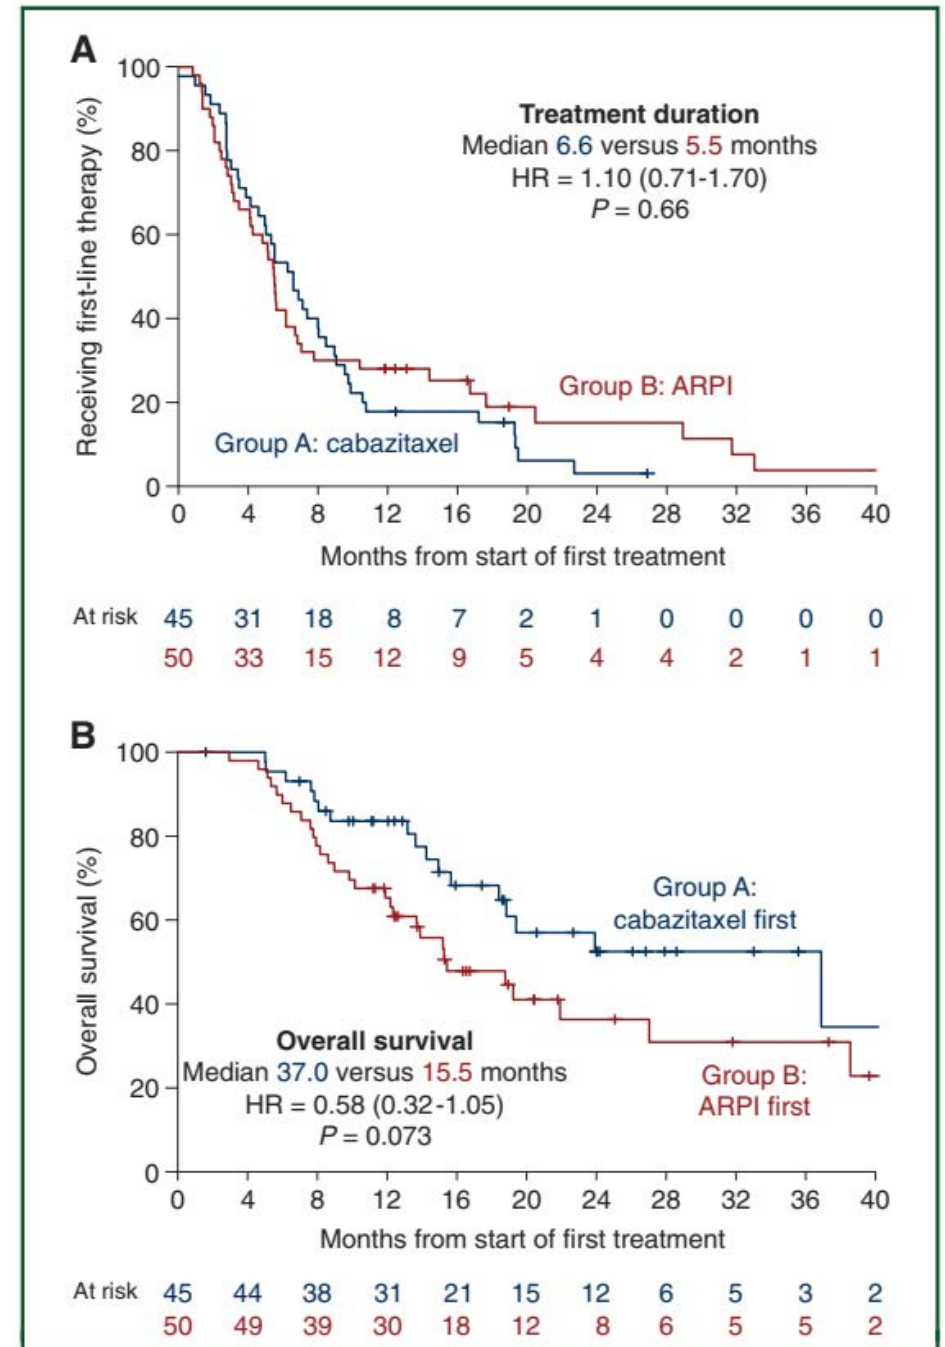 A
Receiving first-line therapy (%)
100
80
60
40
20
0
Treatment duration
Median 6.6 versus 5.5 months
HR = 1.10 (0.71-1.70)
P = 0.66
Group B: ARPI
Group A: cabazitaxel
0 4 8 12 16 20 24 28 32 36 40
Months from start of first treatment
At risk 45 31 18 8 7 2 1 0 0 0 0
50 33 15 12 9 5 4 4 2 1 1
B
Overall survival (%)
100
80
60
40
20
0
Group A:
cabazitaxel first
Overall survival
Median 37.0 versus 15.5 months
HR = 0.58 (0.32-1.05)
P = 0.073
Group B:
ARPI first
0 4 8 12 16 20 24 28 32 36 40
Months from start of first treatment
At risk 45 44 38 31 21 15 12 6 5 3 2
50 49 39 30 18 12 8 6 5 5 2